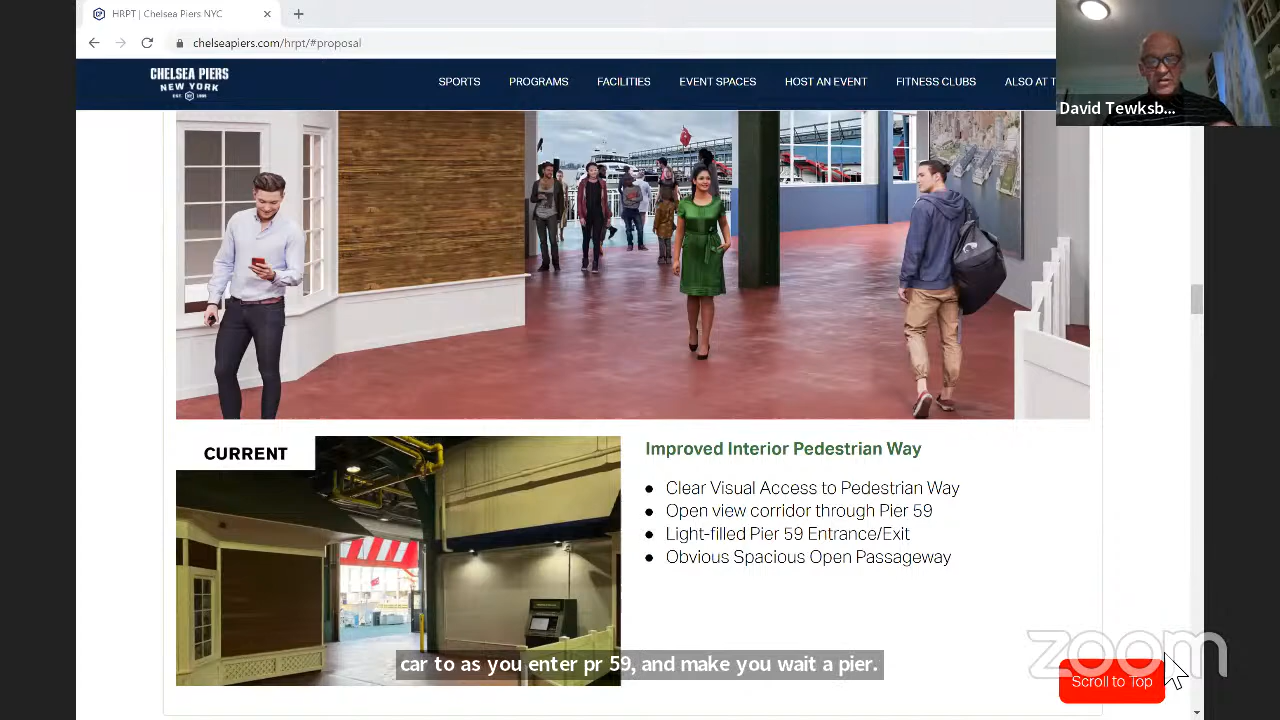 HRPT | Chelsea Piers NYC
chelseapiers.com/hrpt/#proposal
CHELSEA PIERS
NEW YORK
SPORTS
PROGRAMS
FACILITIES
EVENT SPACES
HOST AN EVENT
FITNESS CLUBS
ALSO AT T
David Tewksb...
CURRENT
Improved Interior Pedestrian Way
Clear Visual Access to Pedestrian Way
Open view corridor through Pier 59
Light-filled Pier 59 Entrance/Exit
Obvious Spacious Open Passageway
car to as you enter pr 59, and make you wait a pier.
zoom
Scroll to Top